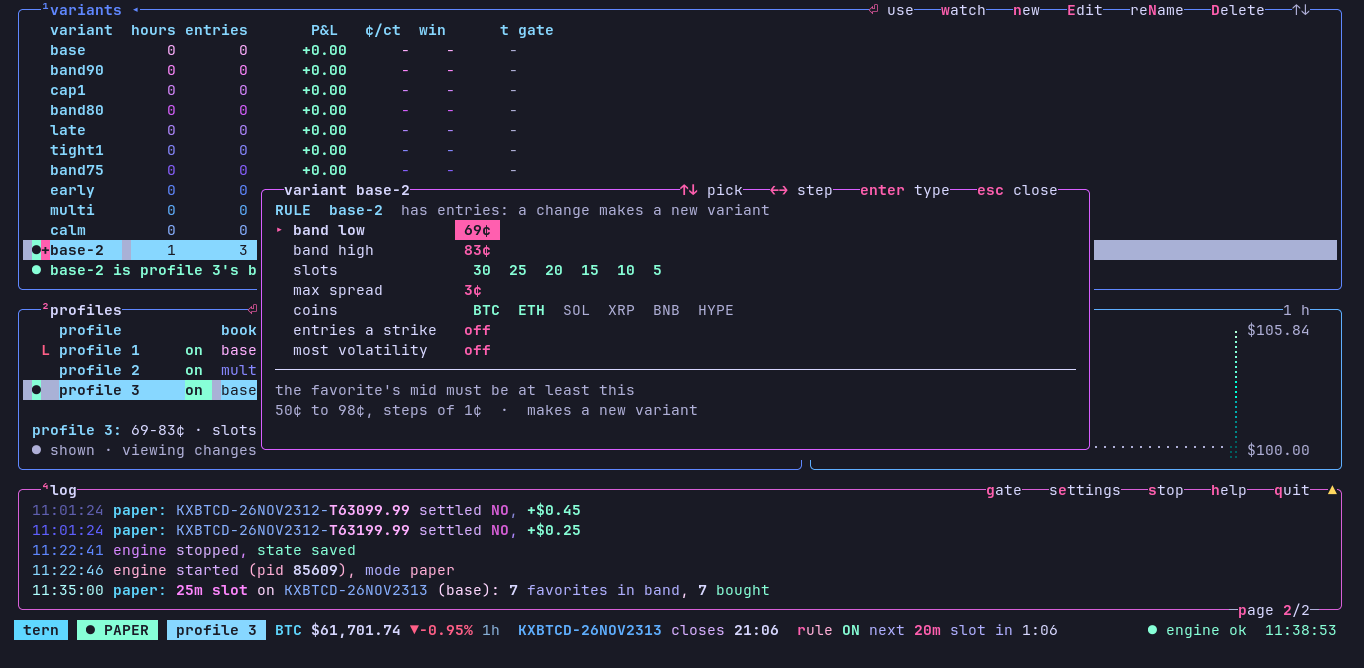 ¹variants ◂ ⏎ use watch new Edit reName Delete ↑↓
variant hours entries P&L ¢/ct win t gate
base 0 0 +0.00 - - -
band90 0 0 +0.00 - - -
cap1 0 0 +0.00 - - -
band80 0 0 +0.00 - - -
late 0 0 +0.00 - - -
tight1 0 0 +0.00 - - -
band75 0 0 +0.00 - - -
early 0 0
multi 0 0
calm 0 0
●+base-2 1 3
● base-2 is profile 3's b
variant base-2 ↑↓ pick ↔ step enter type esc close
RULE base-2 has entries: a change makes a new variant
▸ band low 69¢
band high 83¢
slots 30 25 20 15 10 5
max spread 3¢
coins BTC ETH SOL XRP BNB HYPE
entries a strike off
most volatility off
the favorite's mid must be at least this
50¢ to 98¢, steps of 1¢ · makes a new variant
²profiles ⏎
profile book
L profile 1 on base
profile 2 on mult
● profile 3 on base
profile 3: 69-83¢ · slots
● shown · viewing changes
1 h
$105.84
$100.00
⁴log gate settings stop help quit ▲
11:01:24 paper: KXBTCD-26NOV2312-T63099.99 settled NO, +$0.45
11:01:24 paper: KXBTCD-26NOV2312-T63199.99 settled NO, +$0.25
11:22:41 engine stopped, state saved
11:22:46 engine started (pid 85609), mode paper
11:35:00 paper: 25m slot on KXBTCD-26NOV2313 (base): 7 favorites in band, 7 bought
page 2/2
tern ● PAPER profile 3 BTC $61,701.74 ▼-0.95% 1h KXBTCD-26NOV2313 closes 21:06 rule ON next 20m slot in 1:06 ● engine ok 11:38:53